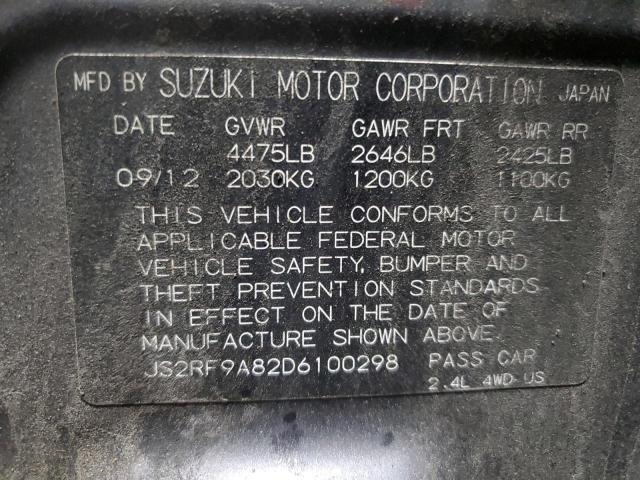 MFD BY SUZUKI MOTOR CORPORATION JAPAN
DATE GVWR GAWR FRT GAWR RR
4475LB 2646LB 2425LB
09/12 2030KG 1200KG 1100KG
THIS VEHICLE CONFORMS TO ALL
APPLICABLE FEDERAL MOTOR
VEHICLE SAFETY, BUMPER AND
THEFT PREVENTION STANDARDS
IN EFFECT ON THE DATE OF
MANUFACTURE SHOWN ABOVE.
JS2RF9A82D6100298 PASS CAR
2.4L 4WD US